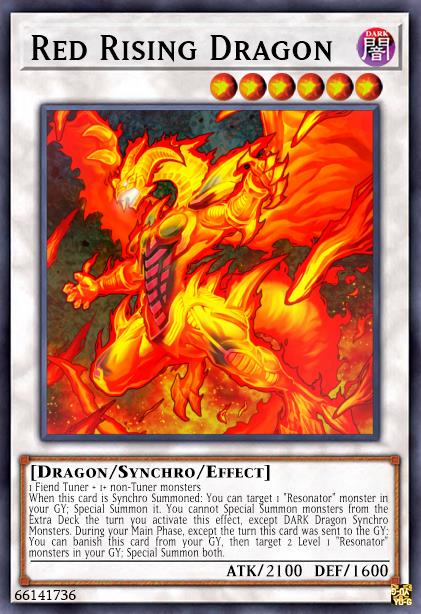 RED RISING DRAGON
DARK
闇
[DRAGON/SYNCHRO/EFFECT]
1 Fiend Tuner + 1+ non-Tuner monsters
When this card is Synchro Summoned: You can target 1 "Resonator" monster in
your GY; Special Summon it. You cannot Special Summon monsters from the
Extra Deck the turn you activate this effect, except DARK Dragon Synchro
Monsters. During your Main Phase, except the turn this card was sent to the GY:
You can banish this card from your GY, then target 2 Level 1 "Resonator"
monsters in your GY; Special Summon both.
ATK/2100 DEF/1600
66141736